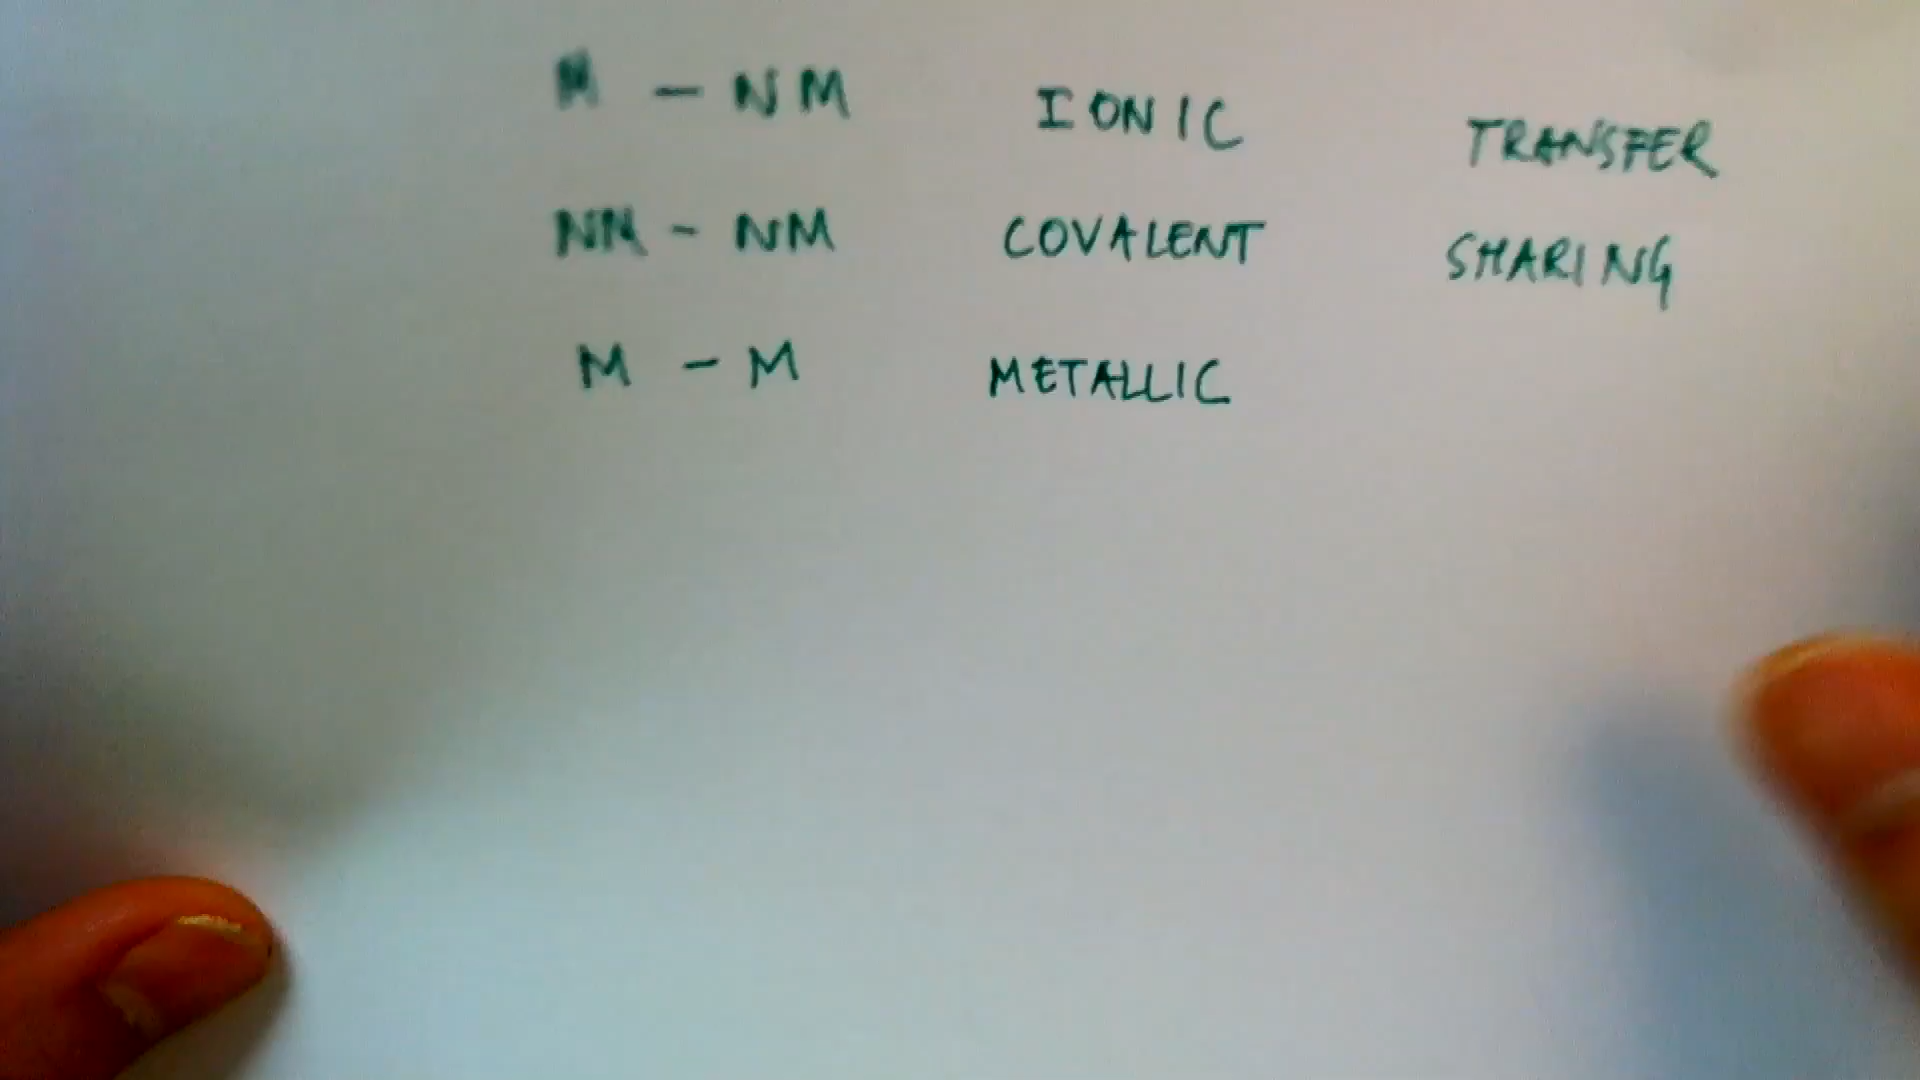 M - NM IONIC TRANSFER
NM - NM COVALENT SHARING
M - M METALLIC